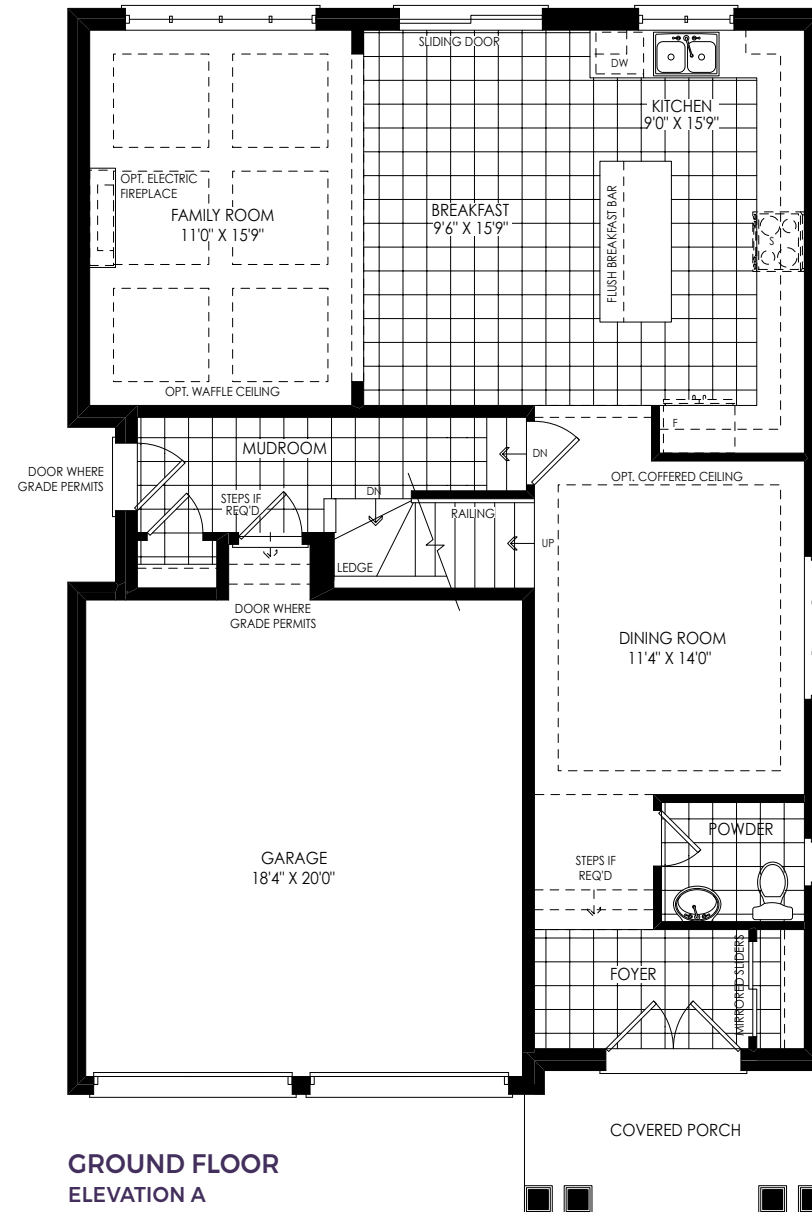 SLIDING DOOR
DW
KITCHEN
9'0" X 15'9"
OPT. ELECTRIC
FIREPLACE
FAMILY ROOM
11'0" X 15'9"
BREAKFAST
9'6" X 15'9"
FLUSH BREAKFAST BAR
S
OPT. WAFFLE CEILING
F
MUDROOM
DN
DOOR WHERE
GRADE PERMITS
OPT. COFFERED CEILING
STEPS IF
REQ'D
DN
RAILING
UP
LEDGE
DOOR WHERE
GRADE PERMITS
DINING ROOM
11'4" X 14'0"
POWDER
GARAGE
18'4" X 20'0"
STEPS IF
REQ'D
FOYER
MIRRORED SLIDERS
COVERED PORCH
GROUND FLOOR
ELEVATION A